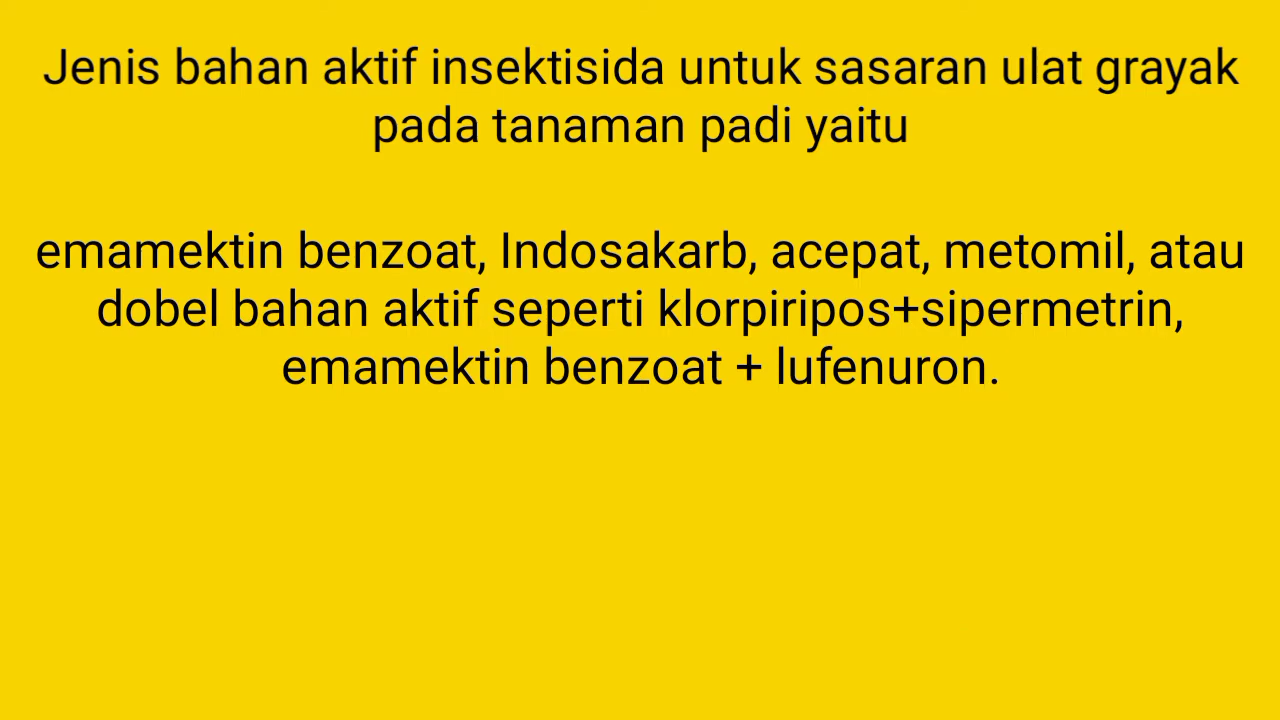 Jenis bahan aktif insektisida untuk sasaran ulat grayak
pada tanaman padi yaitu
emamektin benzoat, Indosakarb, acepat, metomil, atau
dobel bahan aktif seperti klorpiripos+sipermetrin,
emamektin benzoat + lufenuron.